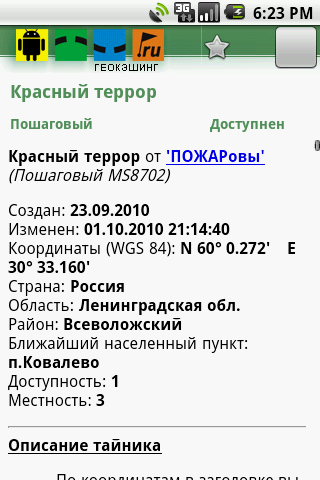 3G 6:23 PM
.ru
ГЕОКЭШИНГ
Красный террор
Пошаговый Доступнен
Красный террор от 'ПОЖАРовы'
(Пошаговый MS8702)
Создан: 23.09.2010
Изменен: 01.10.2010 21:14:40
Координаты (WGS 84): N 60° 0.272' E
30° 33.160'
Страна: Россия
Область: Ленинградская обл.
Район: Всеволожский
Ближайший населенный пункт:
п.Ковалево
Доступность: 1
Местность: 3
Описание тайника
По координатам в заголовке вы